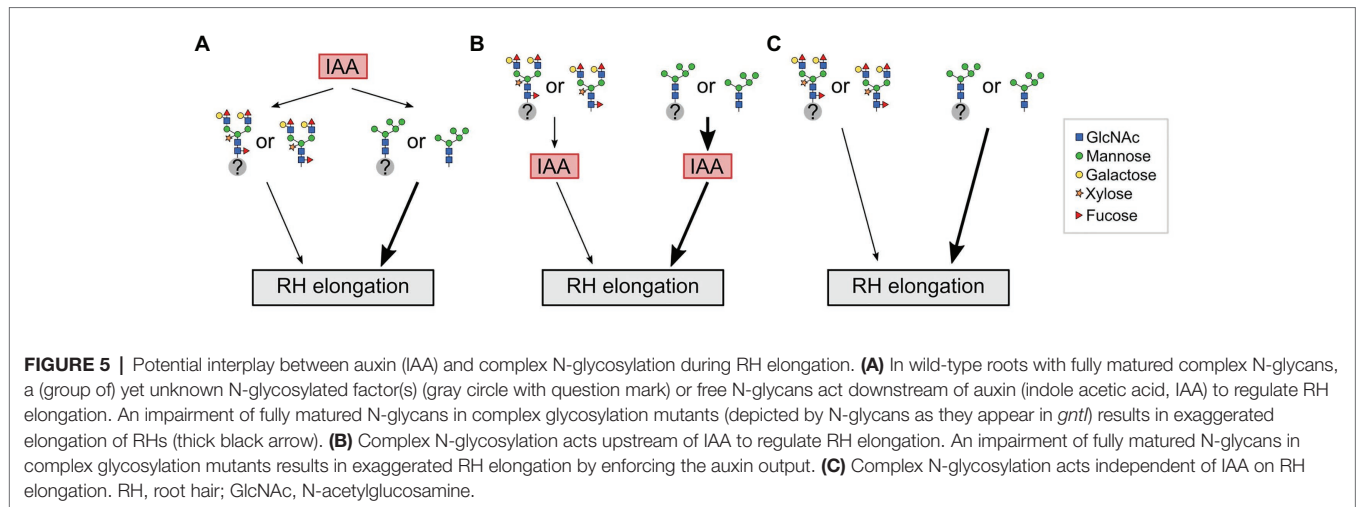 A
B
C
IAA
or
or
or
or
or
or
?
?
?
?
?
?
IAA
IAA
RH elongation
RH elongation
RH elongation
GlcNAc
Mannose
Galactose
Xylose
Fucose
FIGURE 5 | Potential interplay between auxin (IAA) and complex N-glycosylation during RH elongation. (A) In wild-type roots with fully matured complex N-glycans,
a (group of) yet unknown N-glycosylated factor(s) (gray circle with question mark) or free N-glycans act downstream of auxin (indole acetic acid, IAA) to regulate RH
elongation. An impairment of fully matured N-glycans in complex glycosylation mutants (depicted by N-glycans as they appear in gntI) results in exaggerated
elongation of RHs (thick black arrow). (B) Complex N-glycosylation acts upstream of IAA to regulate RH elongation. An impairment of fully matured N-glycans in
complex glycosylation mutants results in exaggerated RH elongation by enforcing the auxin output. (C) Complex N-glycosylation acts independent of IAA on RH
elongation. RH, root hair; GlcNAc, N-acetylglucosamine.